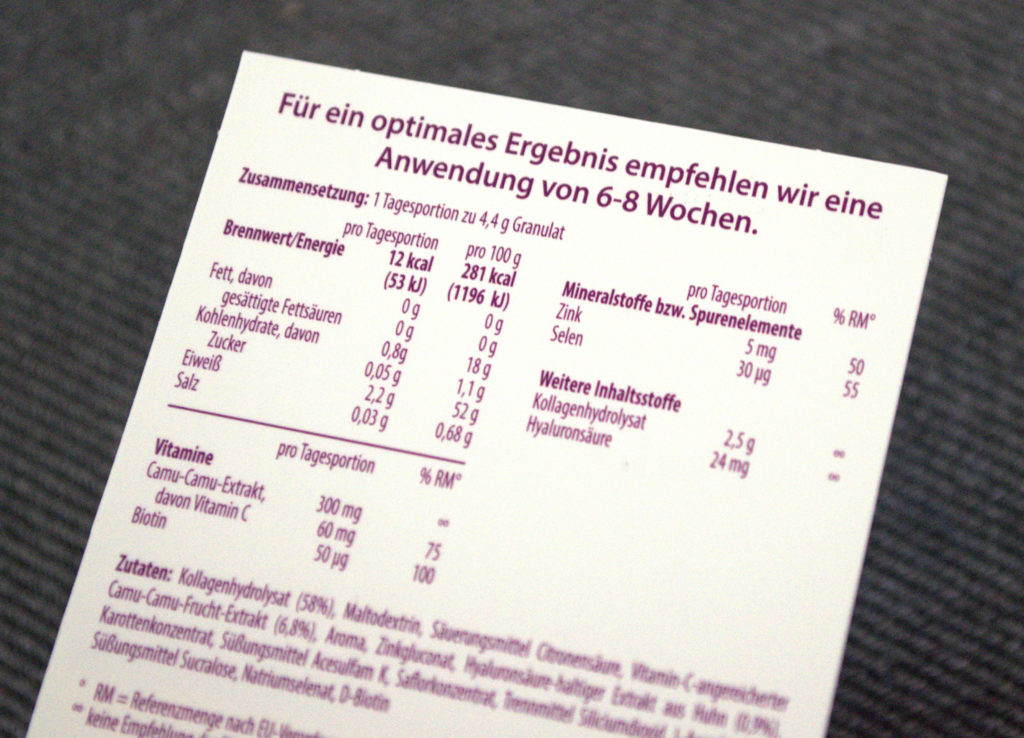 Für ein optimales Ergebnis empfehlen wir eine
Anwendung von 6-8 Wochen.
Zusammensetzung: 1 Tagesportion zu 4,4 g Granulat
pro Tagesportion pro 100 g
Brennwert/Energie 12 kcal 281 kcal
(53 kJ) (1196 kJ)
Fett, davon 0 g 0 g
gesättigte Fettsäuren 0 g 0 g
Kohlenhydrate, davon 0,8g 18 g
Zucker 0,05 g 1,1 g
Eiweiß 2,2 g 52 g
Salz 0,03 g 0,68 g
pro Tagesportion % RM°
Vitamine
Camu-Camu-Extrakt, 300 mg ∞
davon Vitamin C 60 mg 75
Biotin 50 µg 100
pro Tagesportion % RM°
Mineralstoffe bzw. Spurenelemente
Zink 5 mg 50
Selen 30 µg 55
Weitere Inhaltsstoffe
Kollagenhydrolysat 2,5 g ∞
Hyaluronsäure 24 mg ∞
Zutaten: Kollagenhydrolysat (58%), Maltodextrin, Säuerungsmittel Citronensäure, Vitamin-C-angereicherter
Camu-Camu-Frucht-Extrakt (6,8%), Aroma, Zinkgluconat, Hyaluronsäure-haltiger Extrakt aus Huhn (0,9%),
Karottenkonzentrat, Süßungsmittel Acesulfam K, Saflorkonzentrat, Trennmittel Siliciumdioxid,
Süßungsmittel Sucralose, Natriumselenat, D-Biotin
° RM = Referenzmenge nach
∞ keine Empfehlung